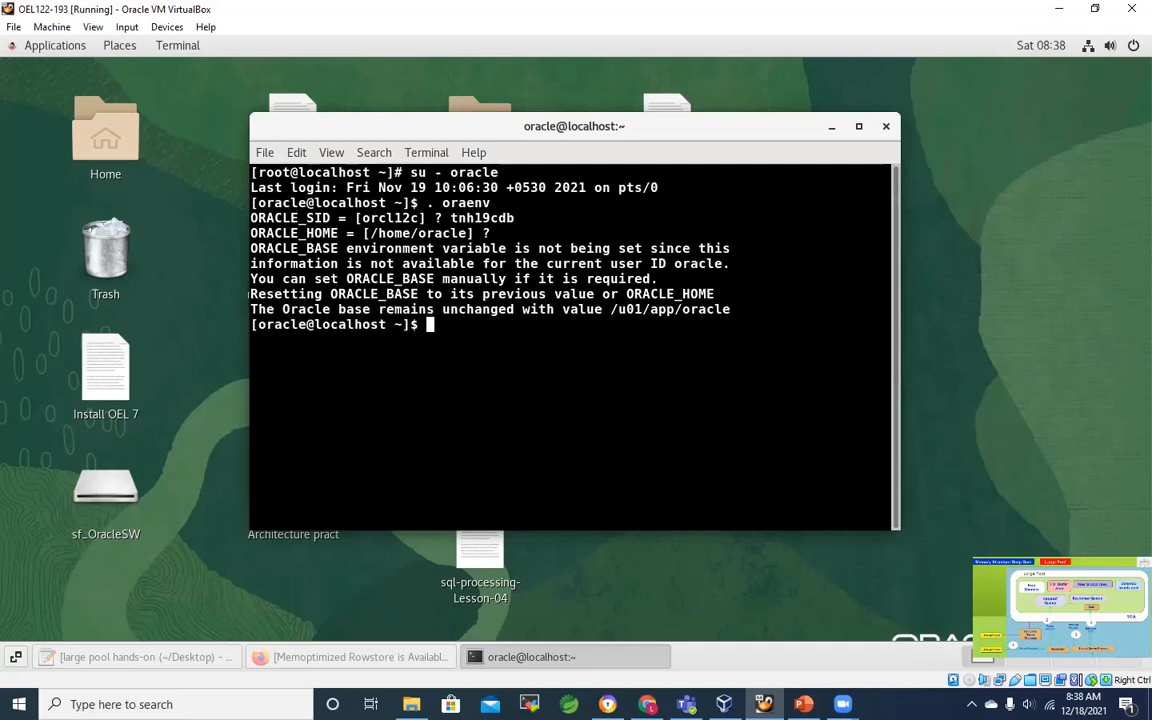 OEL122-193 [Running] - Oracle VM VirtualBox
File Machine View Input Devices Help
Applications Places Terminal
Sat 08:38
oracle@localhost:~
File Edit View Search Terminal Help
[root@localhost ~]# su - oracle
Last login: Fri Nov 19 10:06:30 +0530 2021 on pts/0
[oracle@localhost ~]$ . oraenv
ORACLE_SID = [orcl12c] ? tnh19cdb
ORACLE_HOME = [/home/oracle] ?
ORACLE_BASE environment variable is not being set since this
information is not available for the current user ID oracle.
You can set ORACLE_BASE manually if it is required.
Resetting ORACLE_BASE to its previous value or ORACLE_HOME
The Oracle base remains unchanged with value /u01/app/oracle
[oracle@localhost ~]$
Home
Trash
Install OEL 7
sf_OracleSW
Architecture pract
sql-processing-
Lesson-04
Large Pool
Large Pool
[large pool hands-on (~/Desktop) - ...
[Memoptimized Rowstore is Availabl...
oracle@localhost:~
Right Ctrl
Type here to search
8:38 AM
12/18/2021